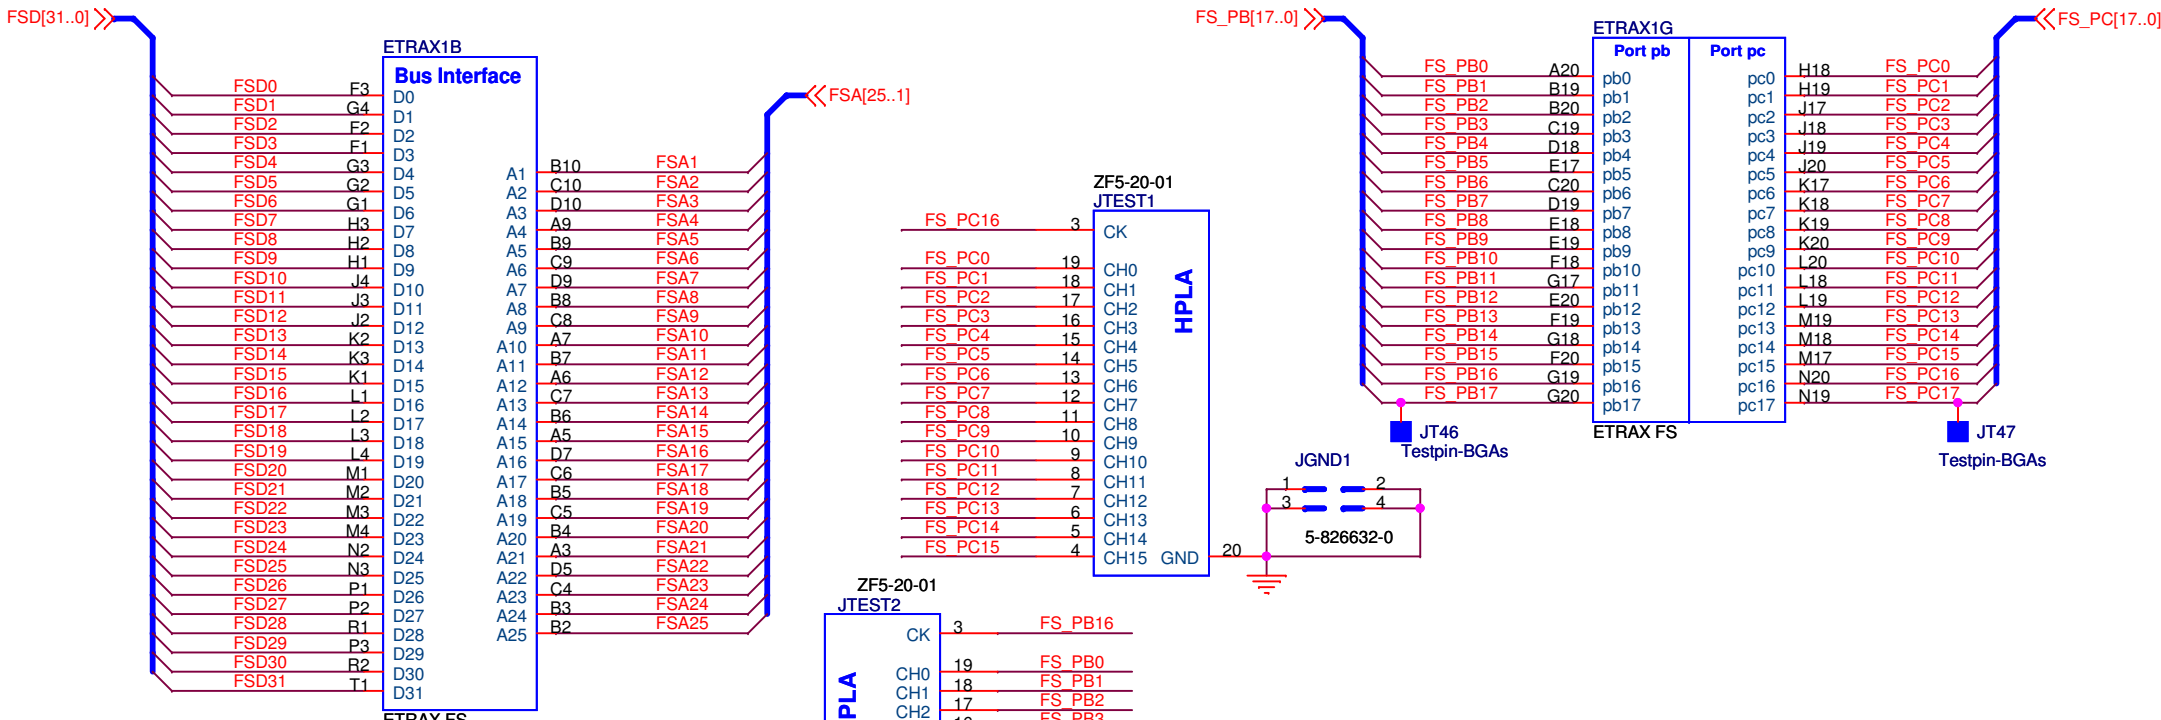 FSD[31..0]
ETRAX1B
Bus Interface
FSD0 F3 D0
FSD1 G4 D1
FSD2 F2 D2
FSD3 F1 D3
FSD4 G3 D4
FSD5 G2 D5
FSD6 G1 D6
FSD7 H3 D7
FSD8 H2 D8
FSD9 H1 D9
FSD10 J4 D10
FSD11 J3 D11
FSD12 J2 D12
FSD13 K2 D13
FSD14 K3 D14
FSD15 K1 D15
FSD16 L1 D16
FSD17 L2 D17
FSD18 L3 D18
FSD19 L4 D19
FSD20 M1 D20
FSD21 M2 D21
FSD22 M3 D22
FSD23 M4 D23
FSD24 N2 D24
FSD25 N3 D25
FSD26 P1 D26
FSD27 P2 D27
FSD28 R1 D28
FSD29 P3 D29
FSD30 R2 D30
FSD31 T1 D31
ETRAX FS
FSA[25..1]
A1 B10 FSA1
A2 C10 FSA2
A3 D10 FSA3
A4 A9 FSA4
A5 B9 FSA5
A6 C9 FSA6
A7 D9 FSA7
A8 B8 FSA8
A9 C8 FSA9
A10 A7 FSA10
A11 B7 FSA11
A12 A6 FSA12
A13 C7 FSA13
A14 B6 FSA14
A15 A5 FSA15
A16 D7 FSA16
A17 C6 FSA17
A18 B5 FSA18
A19 C5 FSA19
A20 B4 FSA20
A21 A3 FSA21
A22 D5 FSA22
A23 C4 FSA23
A24 B3 FSA24
A25 B2 FSA25
ZF5-20-01
JTEST1
HPLA
FS_PC16 3 CK
FS_PC0 19 CH0
FS_PC1 18 CH1
FS_PC2 17 CH2
FS_PC3 16 CH3
FS_PC4 15 CH4
FS_PC5 14 CH5
FS_PC6 13 CH6
FS_PC7 12 CH7
FS_PC8 11 CH8
FS_PC9 10 CH9
FS_PC10 9 CH10
FS_PC11 8 CH11
FS_PC12 7 CH12
FS_PC13 6 CH13
FS_PC14 5 CH14
FS_PC15 4 CH15 GND 20
JGND1
1 2
3 4
5-826632-0
ZF5-20-01
JTEST2
PLA
CK 3 FS_PB16
CH0 19 FS_PB0
CH1 18 FS_PB1
CH2 17 FS_PB2
16 FS_PB3
FS_PB[17..0]
ETRAX1G
FS_PC[17..0]
Port pb Port pc
FS_PB0 A20 pb0 pc0 H18 FS_PC0
FS_PB1 B19 pb1 pc1 H19 FS_PC1
FS_PB2 B20 pb2 pc2 J17 FS_PC2
FS_PB3 C19 pb3 pc3 J18 FS_PC3
FS_PB4 D18 pb4 pc4 J19 FS_PC4
FS_PB5 E17 pb5 pc5 J20 FS_PC5
FS_PB6 C20 pb6 pc6 K17 FS_PC6
FS_PB7 D19 pb7 pc7 K18 FS_PC7
FS_PB8 E18 pb8 pc8 K19 FS_PC8
FS_PB9 E19 pb9 pc9 K20 FS_PC9
FS_PB10 F18 pb10 pc10 L20 FS_PC10
FS_PB11 G17 pb11 pc11 L18 FS_PC11
FS_PB12 E20 pb12 pc12 L19 FS_PC12
FS_PB13 F19 pb13 pc13 M19 FS_PC13
FS_PB14 G18 pb14 pc14 M18 FS_PC14
FS_PB15 F20 pb15 pc15 M17 FS_PC15
FS_PB16 G19 pb16 pc16 N20 FS_PC16
FS_PB17 G20 pb17 pc17 N19 FS_PC17
ETRAX FS
JT46
Testpin-BGAs
JT47
Testpin-BGAs